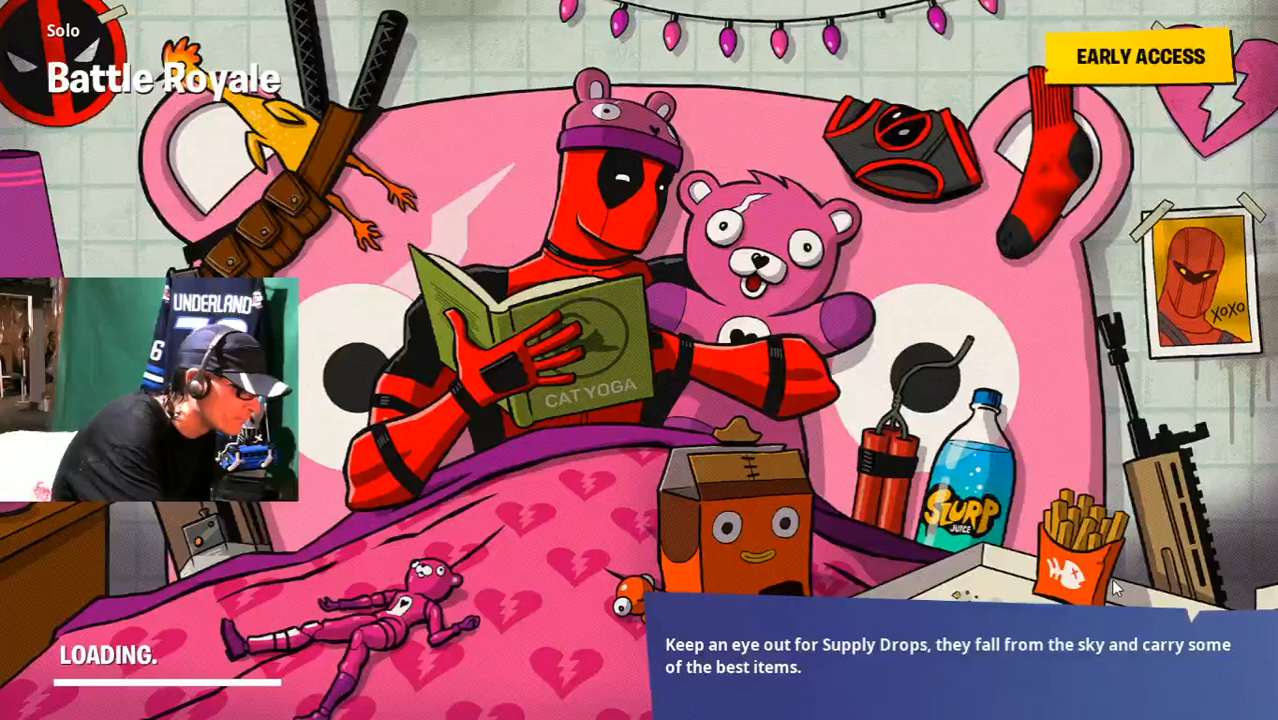 Solo
Battle Royale
EARLY ACCESS
XOXO
UNDERLAND
6
CAT YOGA
SLURP
JUICE
LOADING.
Keep an eye out for Supply Drops, they fall from the sky and carry some
of the best items.